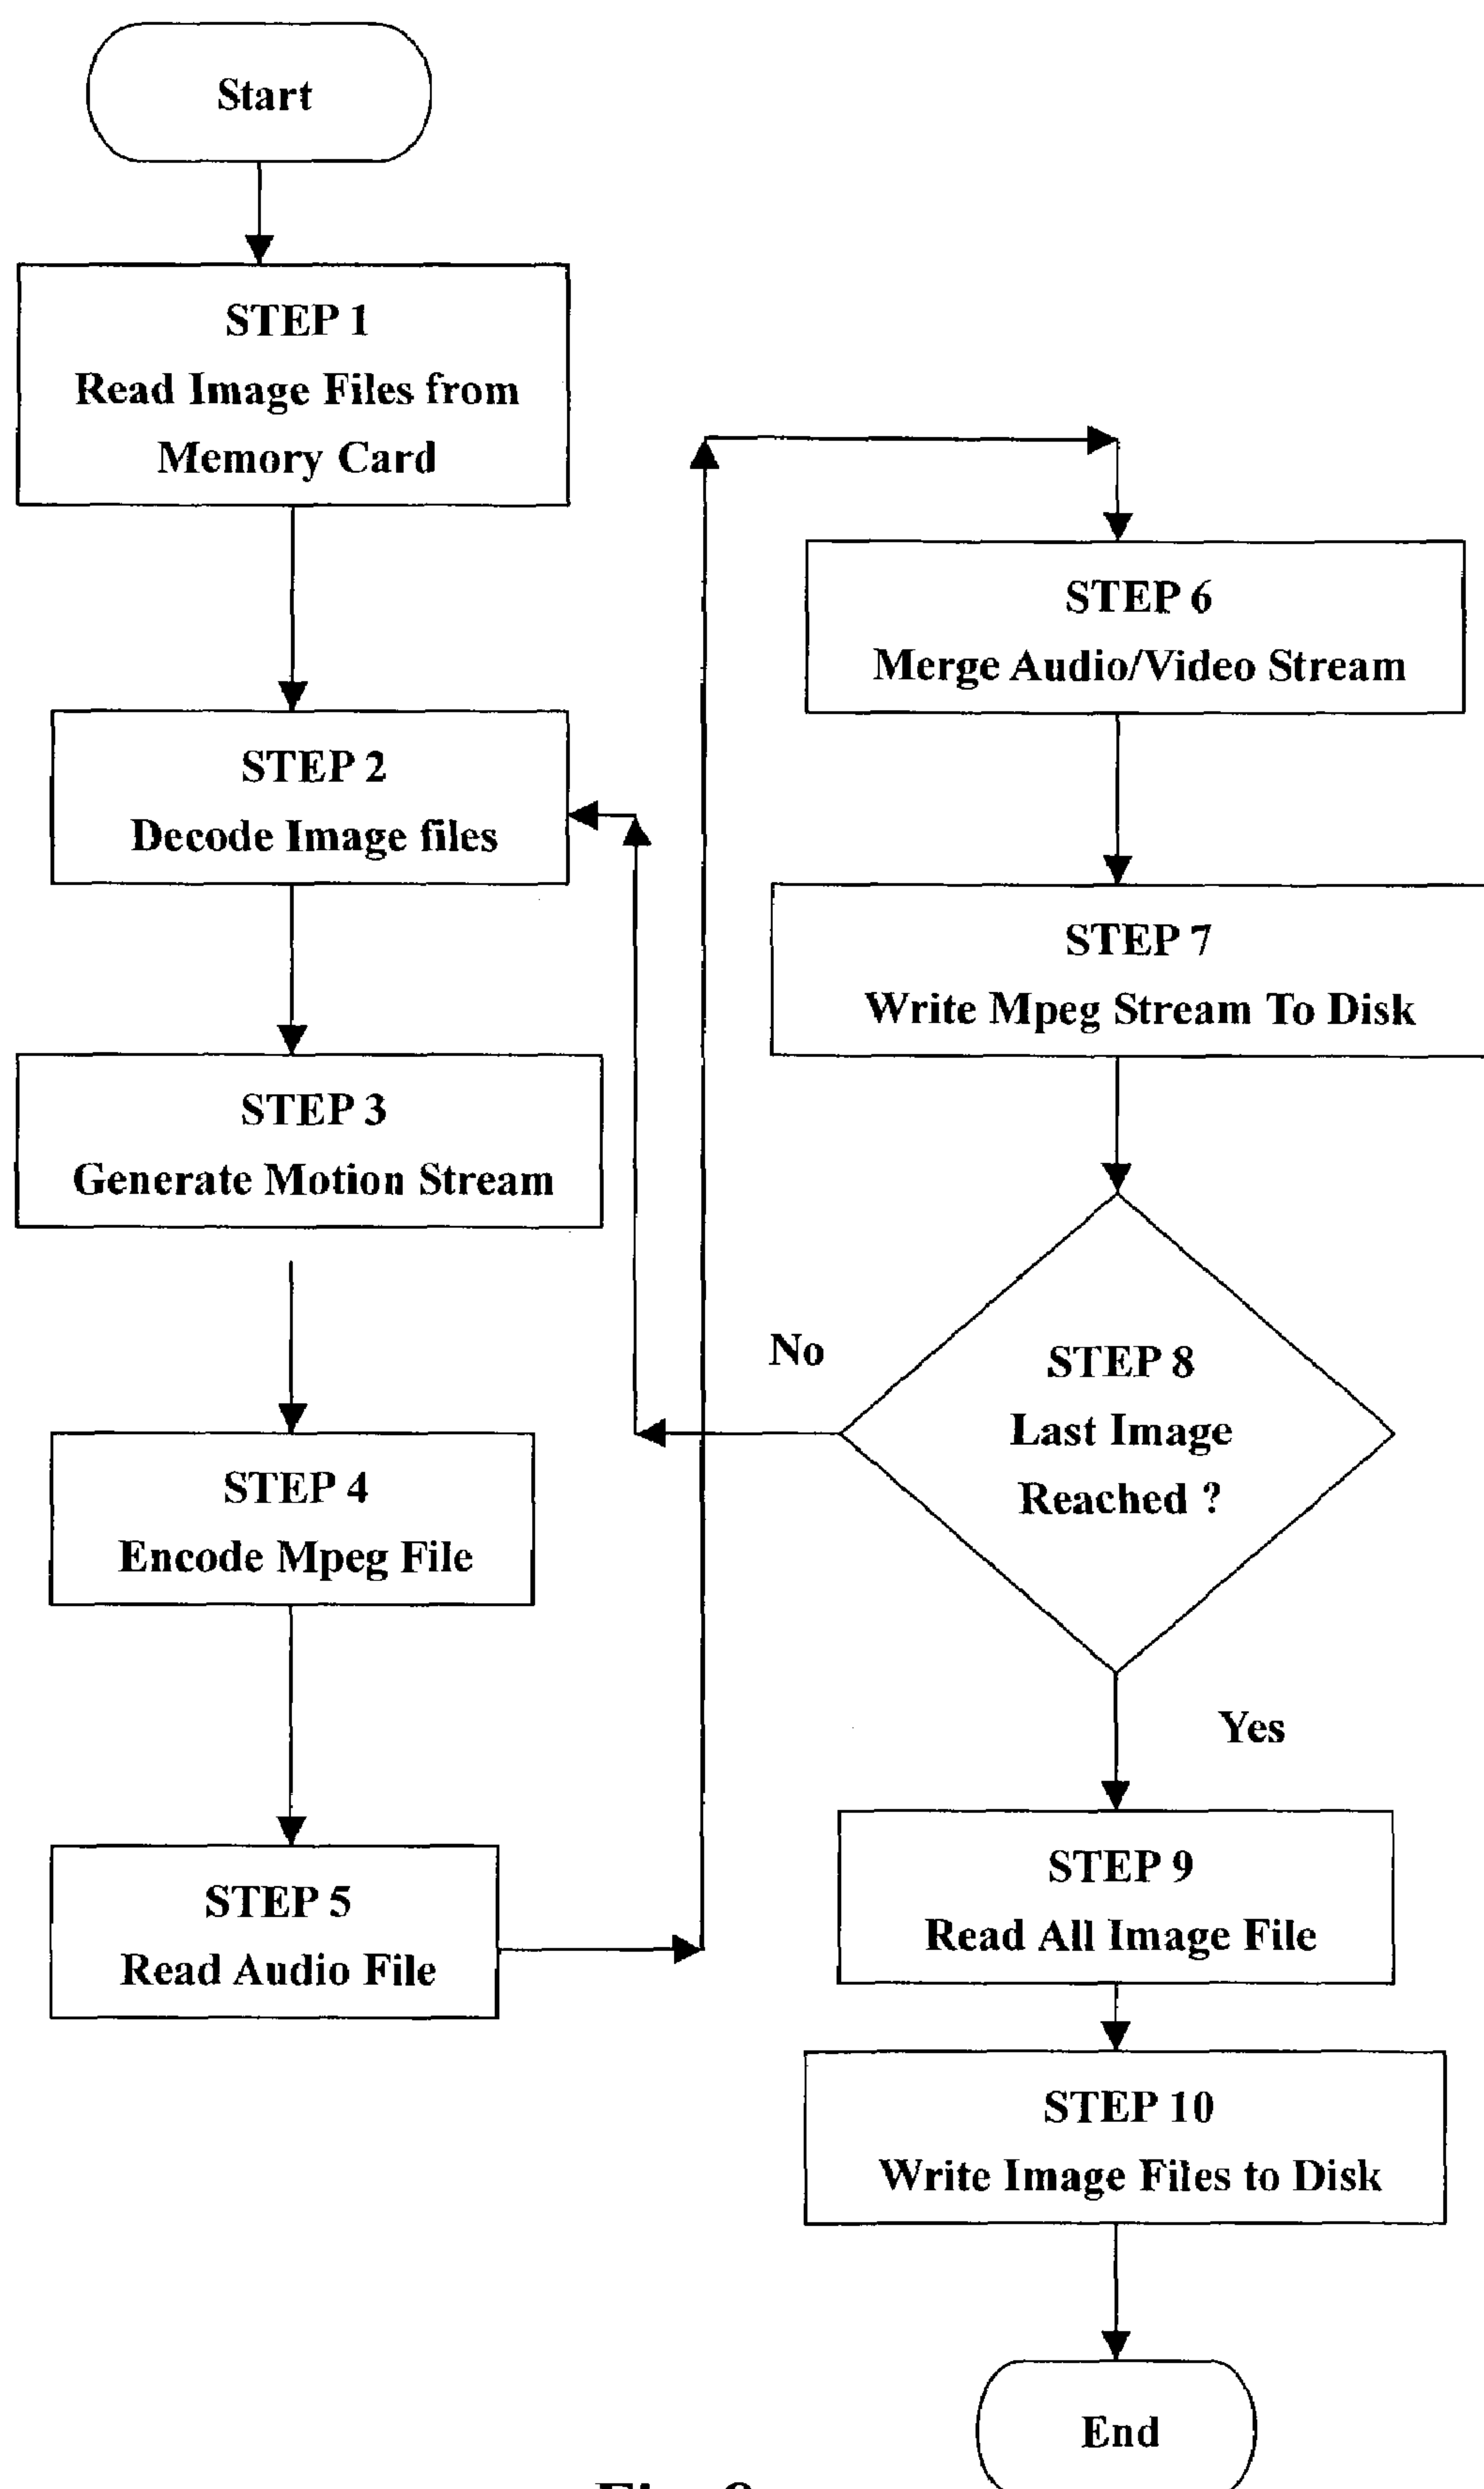 Start
STEP 1
Read Image Files from
Memory Card
STEP 2
Decode Image files
STEP 3
Generate Motion Stream
STEP 4
Encode Mpeg File
STEP 5
Read Audio File
STEP 6
Merge Audio/Video Stream
STEP 7
Write Mpeg Stream To Disk
No
STEP 8
Last Image
Reached ?
Yes
STEP 9
Read All Image File
STEP 10
Write Image Files to Disk
End